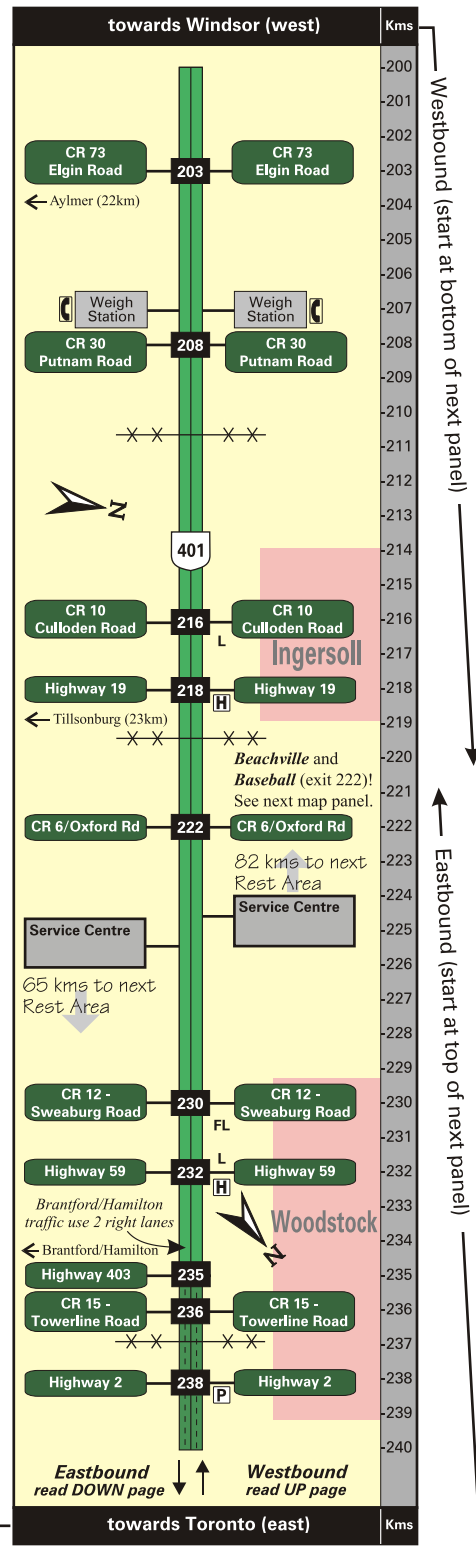 towards Windsor (west) Kms
-200
-201
-202
CR 73
Elgin Road
203
CR 73
Elgin Road
-203
← Aylmer (22km)
-204
-205
-206
Weigh
Station
Weigh
Station
-207
CR 30
Putnam Road
208
CR 30
Putnam Road
-208
-209
-210
X X X X
-211
-212
N
-213
401
-214
-215
CR 10
Culloden Road
216
CR 10
Culloden Road
-216
L
Ingersoll
-217
Highway 19
218
Highway 19
-218
H
← Tillsonburg (23km)
-219
X X X X
Beachville and
Baseball (exit 222)!
See next map panel.
-220
-221
CR 6/Oxford Rd
222
CR 6/Oxford Rd
-222
82 kms to next
Rest Area
-223
Service Centre
-224
-225
Service Centre
-226
65 kms to next
Rest Area
-227
-228
-229
CR 12 -
Sweaburg Road
230
CR 12 -
Sweaburg Road
-230
FL
-231
L
Highway 59
232
Highway 59
-232
H
Brantford/Hamilton
traffic use 2 right lanes
-233
Woodstock
-234
N
← Brantford/Hamilton
Highway 403
235
-235
CR 15 -
Towerline Road
236
CR 15 -
Towerline Road
-236
X X X X
-237
Highway 2
238
Highway 2
-238
P
-239
-240
Eastbound
read DOWN page
Westbound
read UP page
towards Toronto (east) Kms
Westbound (start at bottom of next panel)
Eastbound (start at top of next panel)